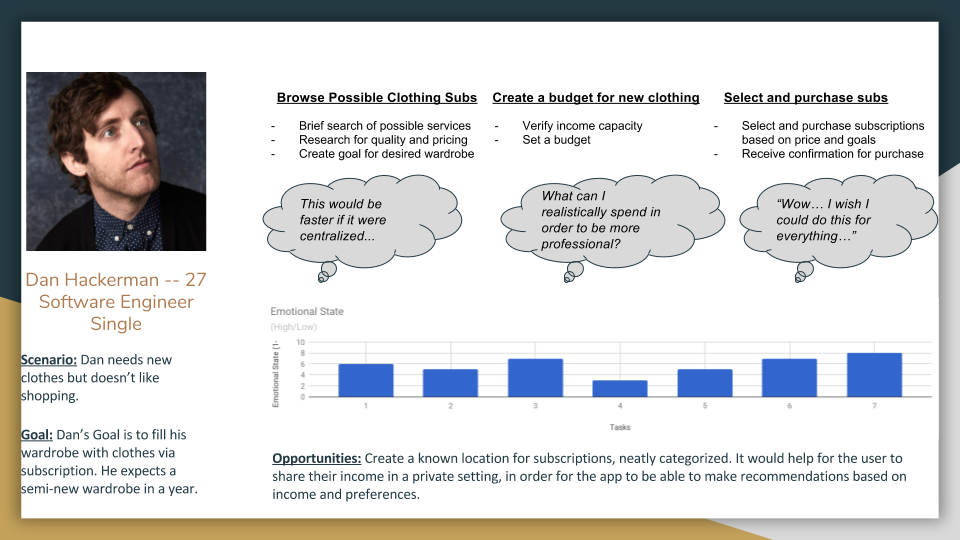 Browse Possible Clothing Subs
- Brief search of possible services
- Research for quality and pricing
- Create goal for desired wardrobe
Create a budget for new clothing
- Verify income capacity
- Set a budget
Select and purchase subs
- Select and purchase subscriptions
based on price and goals
- Receive confirmation for purchase
This would be
faster if it were
centralized...
What can I
realistically spend in
order to be more
professional?
“Wow… I wish I
could do this for
everything…”
Dan Hackerman -- 27
Software Engineer
Single
Scenario: Dan needs new
clothes but doesn’t like
shopping.
Goal: Dan’s Goal is to fill his
wardrobe with clothes via
subscription. He expects a
semi-new wardrobe in a year.
Emotional State
(High/Low)
Emotional State (1-
10
8
6
4
2
0
1 2 3 4 5 6 7
Tasks
Opportunities: Create a known location for subscriptions, neatly categorized. It would help for the user to
share their income in a private setting, in order for the app to be able to make recommendations based on
income and preferences.